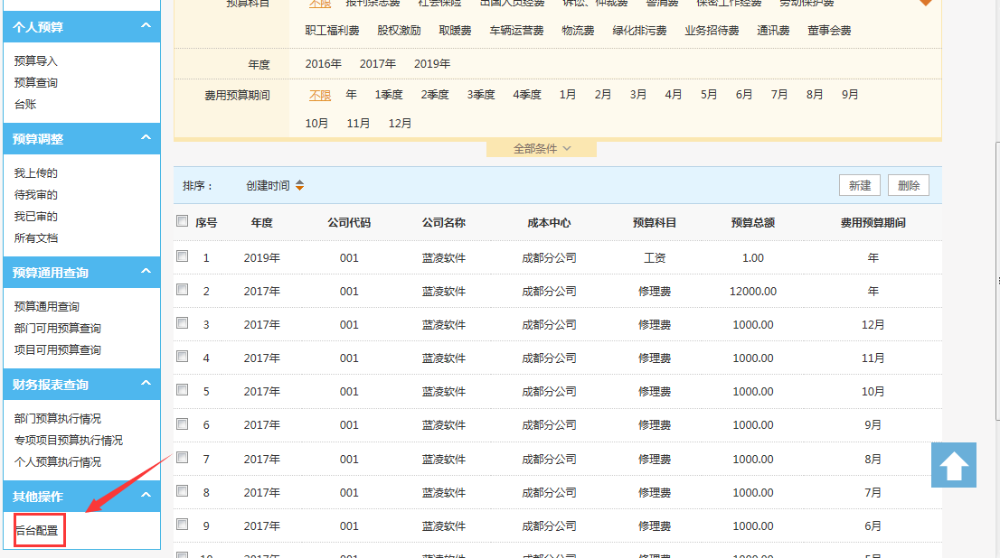 个人预算
预算导入
预算查询
台账
预算调整
我上传的
待我审的
我已审的
所有文档
预算通用查询
预算通用查询
部门可用预算查询
项目可用预算查询
财务报表查询
部门预算执行情况
专项项目预算执行情况
个人预算执行情况
其他操作
后台配置
预算科目 不限 报刊杂志费 社会保险 出国人员经费 诉讼、仲裁费 保密工作经费 劳动保护费
职工福利费 股权激励 取暖费 车辆运营费 物流费 绿化排污费 业务招待费 通讯费 董事会费
年度 2016年 2017年 2019年
费用预算期间 不限 年 1季度 2季度 3季度 4季度 1月 2月 3月 4月 5月 6月 7月 8月 9月
10月 11月 12月
全部条件
排序： 创建时间 新建 删除
序号 年度 公司代码 公司名称 成本中心 预算科目 预算总额 费用预算期间
1 2019年 001 蓝凌软件 成都分公司 工资 1.00 年
2 2017年 001 蓝凌软件 成都分公司 修理费 12000.00 年
3 2017年 001 蓝凌软件 成都分公司 修理费 1000.00 12月
4 2017年 001 蓝凌软件 成都分公司 修理费 1000.00 11月
5 2017年 001 蓝凌软件 成都分公司 修理费 1000.00 10月
6 2017年 001 蓝凌软件 成都分公司 修理费 1000.00 9月
7 2017年 001 蓝凌软件 成都分公司 修理费 1000.00 8月
8 2017年 001 蓝凌软件 成都分公司 修理费 1000.00 7月
9 2017年 001 蓝凌软件 成都分公司 修理费 1000.00 6月
10 2017年 001 蓝凌软件 成都分公司 修理费 1000.00 5月